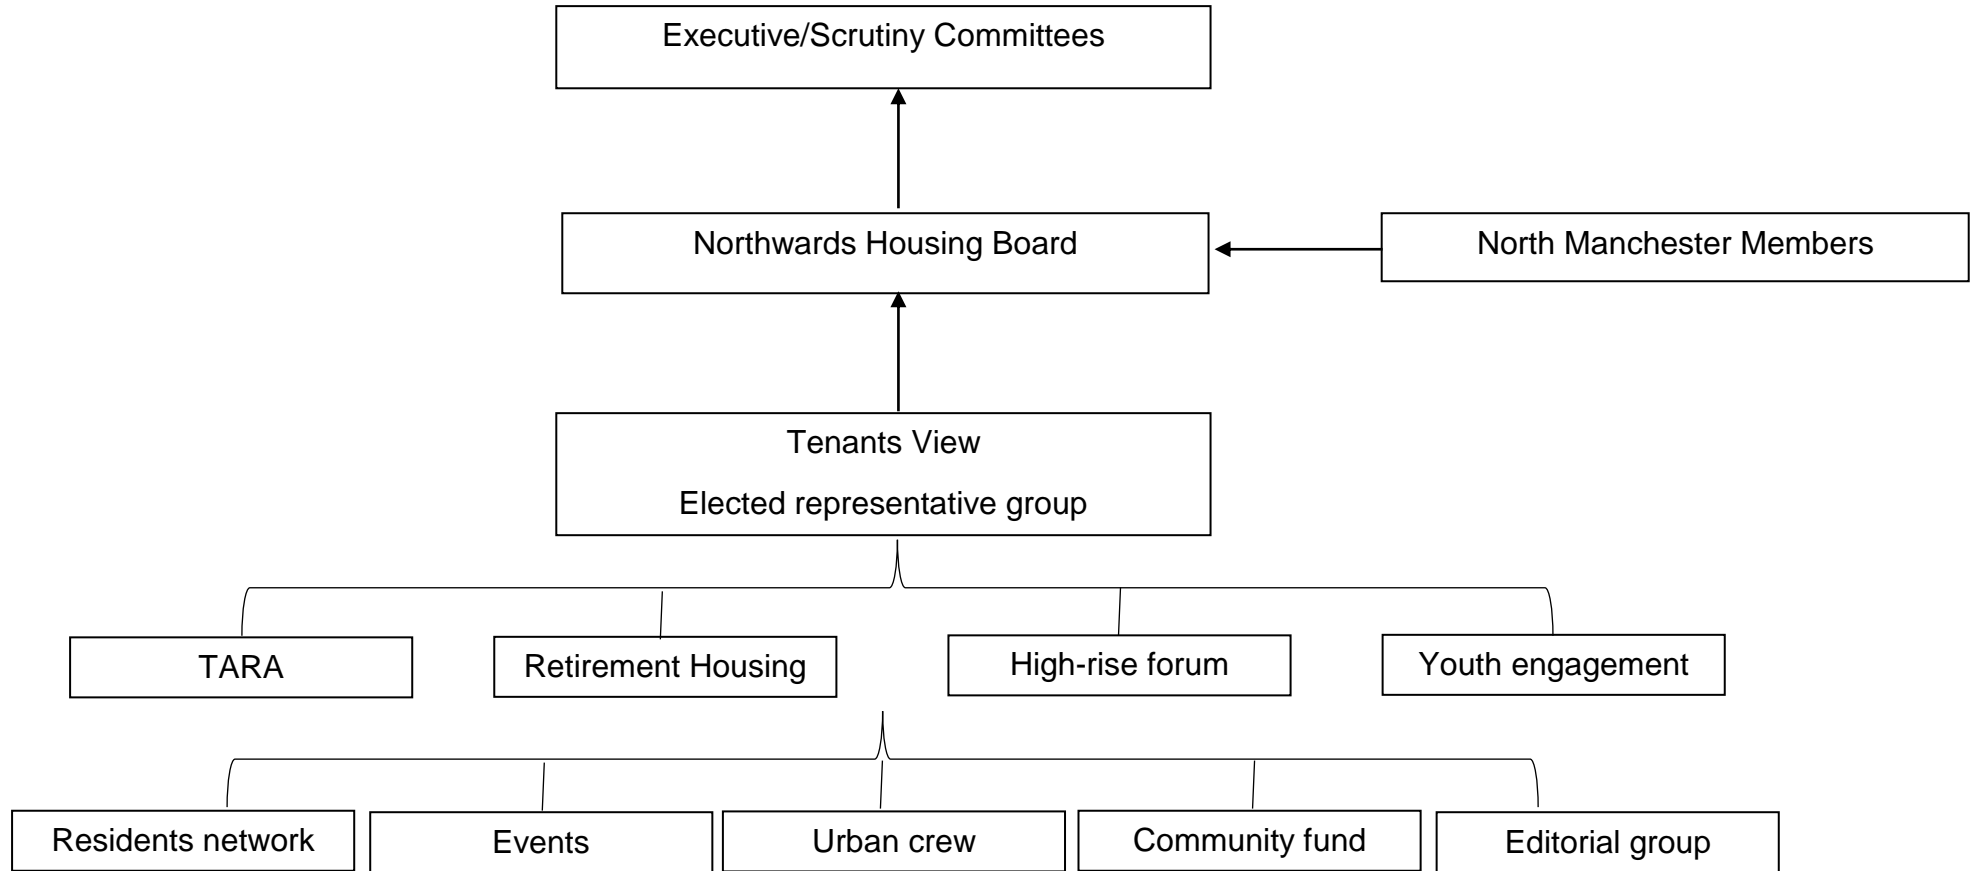 Executive/Scrutiny Committees
Northwards Housing Board
North Manchester Members
Tenants View
Elected representative group
TARA
Retirement Housing
High-rise forum
Youth engagement
Residents network
Events
Urban crew
Community fund
Editorial group